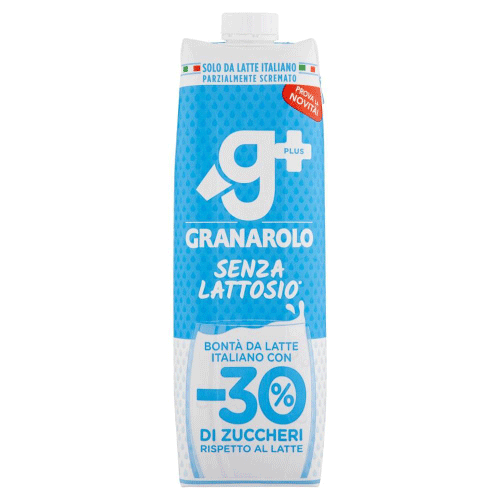 SOLO DA LATTE ITALIANO
PARZIALMENTE SCREMATO
PROVA LA
NOVITÀ!
g+
PLUS
GRANAROLO
SENZA
LATTOSIO*
BONTÀ DA LATTE
ITALIANO CON
-30%
DI ZUCCHERI
RISPETTO AL LATTE